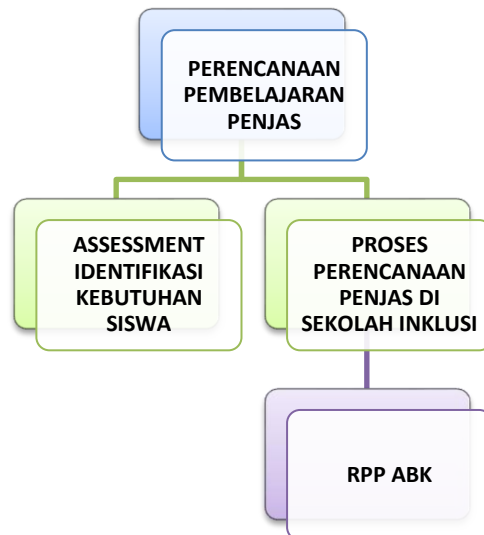 PERENCANAAN
PEMBELAJARAN
PENJAS
ASSESSMENT
IDENTIFIKASI
KEBUTUHAN
SISWA
PROSES
PERENCANAAN
PENJAS DI
SEKOLAH INKLUSI
RPP ABK